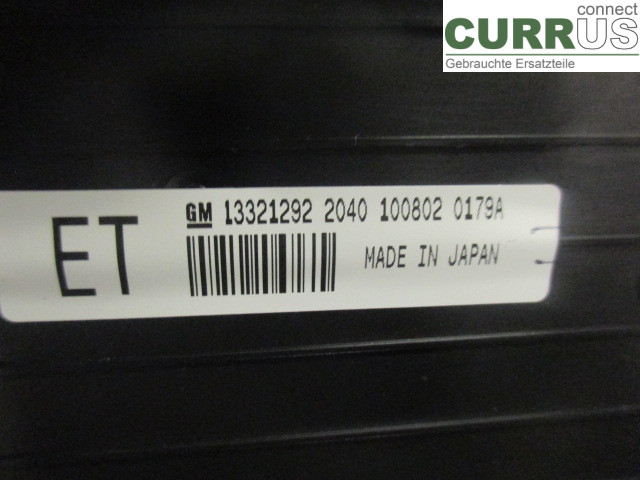 connect
CURRUS
Gebrauchte Ersatzteile
GM 13321292 2040 100802 0179A
ET
MADE IN JAPAN